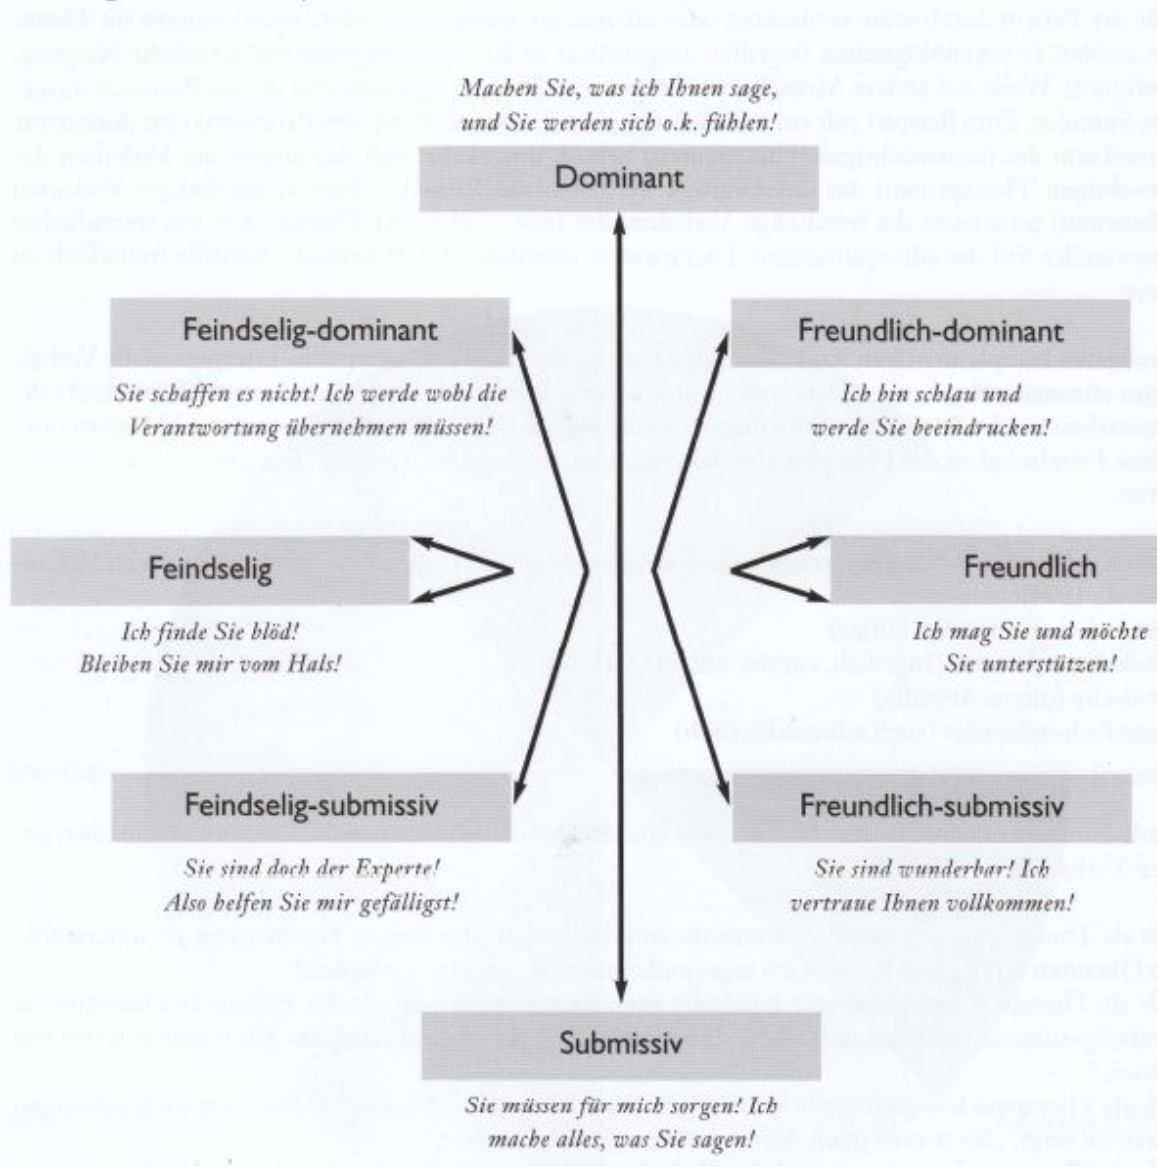 Machen Sie, was ich Ihnen sage,
und Sie werden sich o.k. fühlen!
Dominant
Feindselig-dominant
Sie schaffen es nicht! Ich werde wohl die
Verantwortung übernehmen müssen!
Freundlich-dominant
Ich bin schlau und
werde Sie beeindrucken!
Feindselig
Ich finde Sie blöd!
Bleiben Sie mir vom Hals!
Freundlich
Ich mag Sie und möchte
Sie unterstützen!
Feindselig-submissiv
Sie sind doch der Experte!
Also helfen Sie mir gefälligst!
Freundlich-submissiv
Sie sind wunderbar! Ich
vertraue Ihnen vollkommen!
Submissiv
Sie müssen für mich sorgen! Ich
mache alles, was Sie sagen!